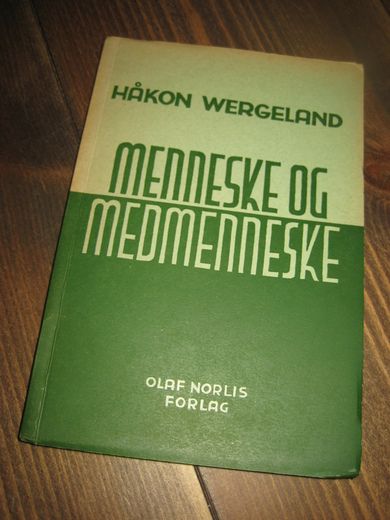 HÅKON WERGELAND
MENNESKE OG
MEDMENNESKE
OLAF NORLIS
FORLAG